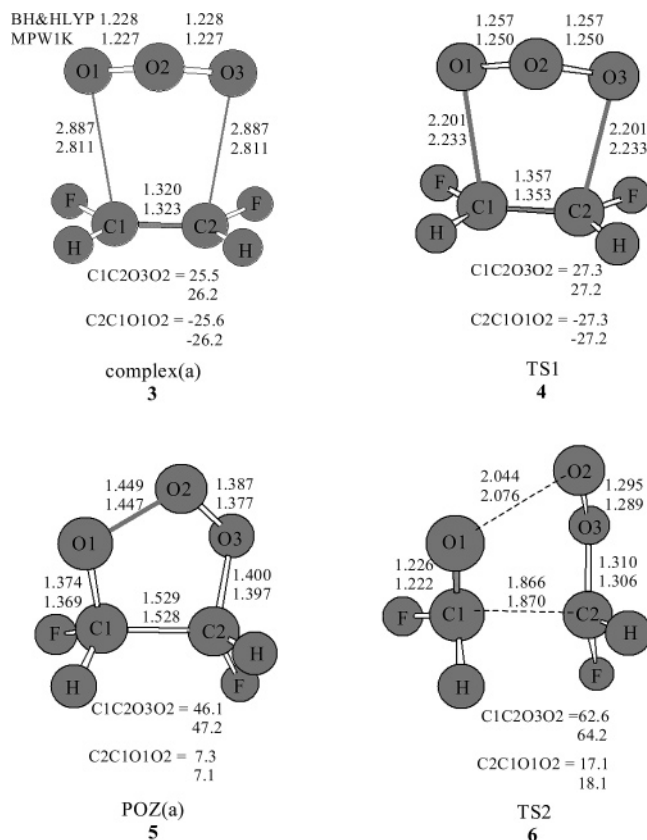 BH&HLYP 1.228 1.228
MPW1K 1.227 1.227
O1 O2 O3
2.887 2.887
2.811 2.811
1.320
1.323
F F
C1 C2
H H
C1C2O3O2 = 25.5
26.2
C2C1O1O2 = -25.6
-26.2
complex(a)
3
1.257 1.257
1.250 1.250
O1 O2 O3
2.201 2.201
2.233 2.233
1.357
1.353
F F
C1 C2
H H
C1C2O3O2 = 27.3
27.2
C2C1O1O2 = -27.3
-27.2
TS1
4
1.449 1.387
1.447 1.377
O2
O1 O3
1.374 1.400
1.369 1.397
1.529
1.528
F C1 C2 H
H F
C1C2O3O2 = 46.1
47.2
C2C1O1O2 = 7.3
7.1
POZ(a)
5
O2
2.044 1.295
2.076 1.289
O1 O3
1.226 1.310
1.222 1.306
1.866
1.870
F C1 C2 H
H F
C1C2O3O2 =62.6
64.2
C2C1O1O2 = 17.1
18.1
TS2
6